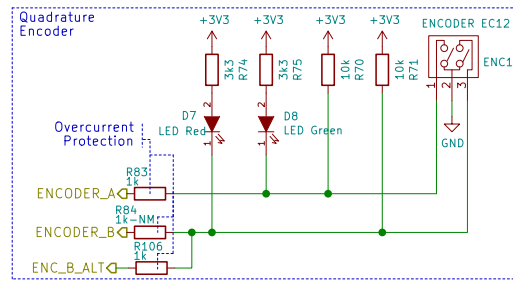 Quadrature
Encoder
+3V3
+3V3
+3V3
+3V3
ENCODER EC12
3k3
R74
3k3
R75
10k
R70
10k
R71
ENC1
1
2
3
GND
2
D7
LED Red
1
2
D8
LED Green
1
Overcurrent
Protection
R83
1k
ENCODER_A
R84
1k-NM
ENCODER_B
R106
1k
ENC_B_ALT